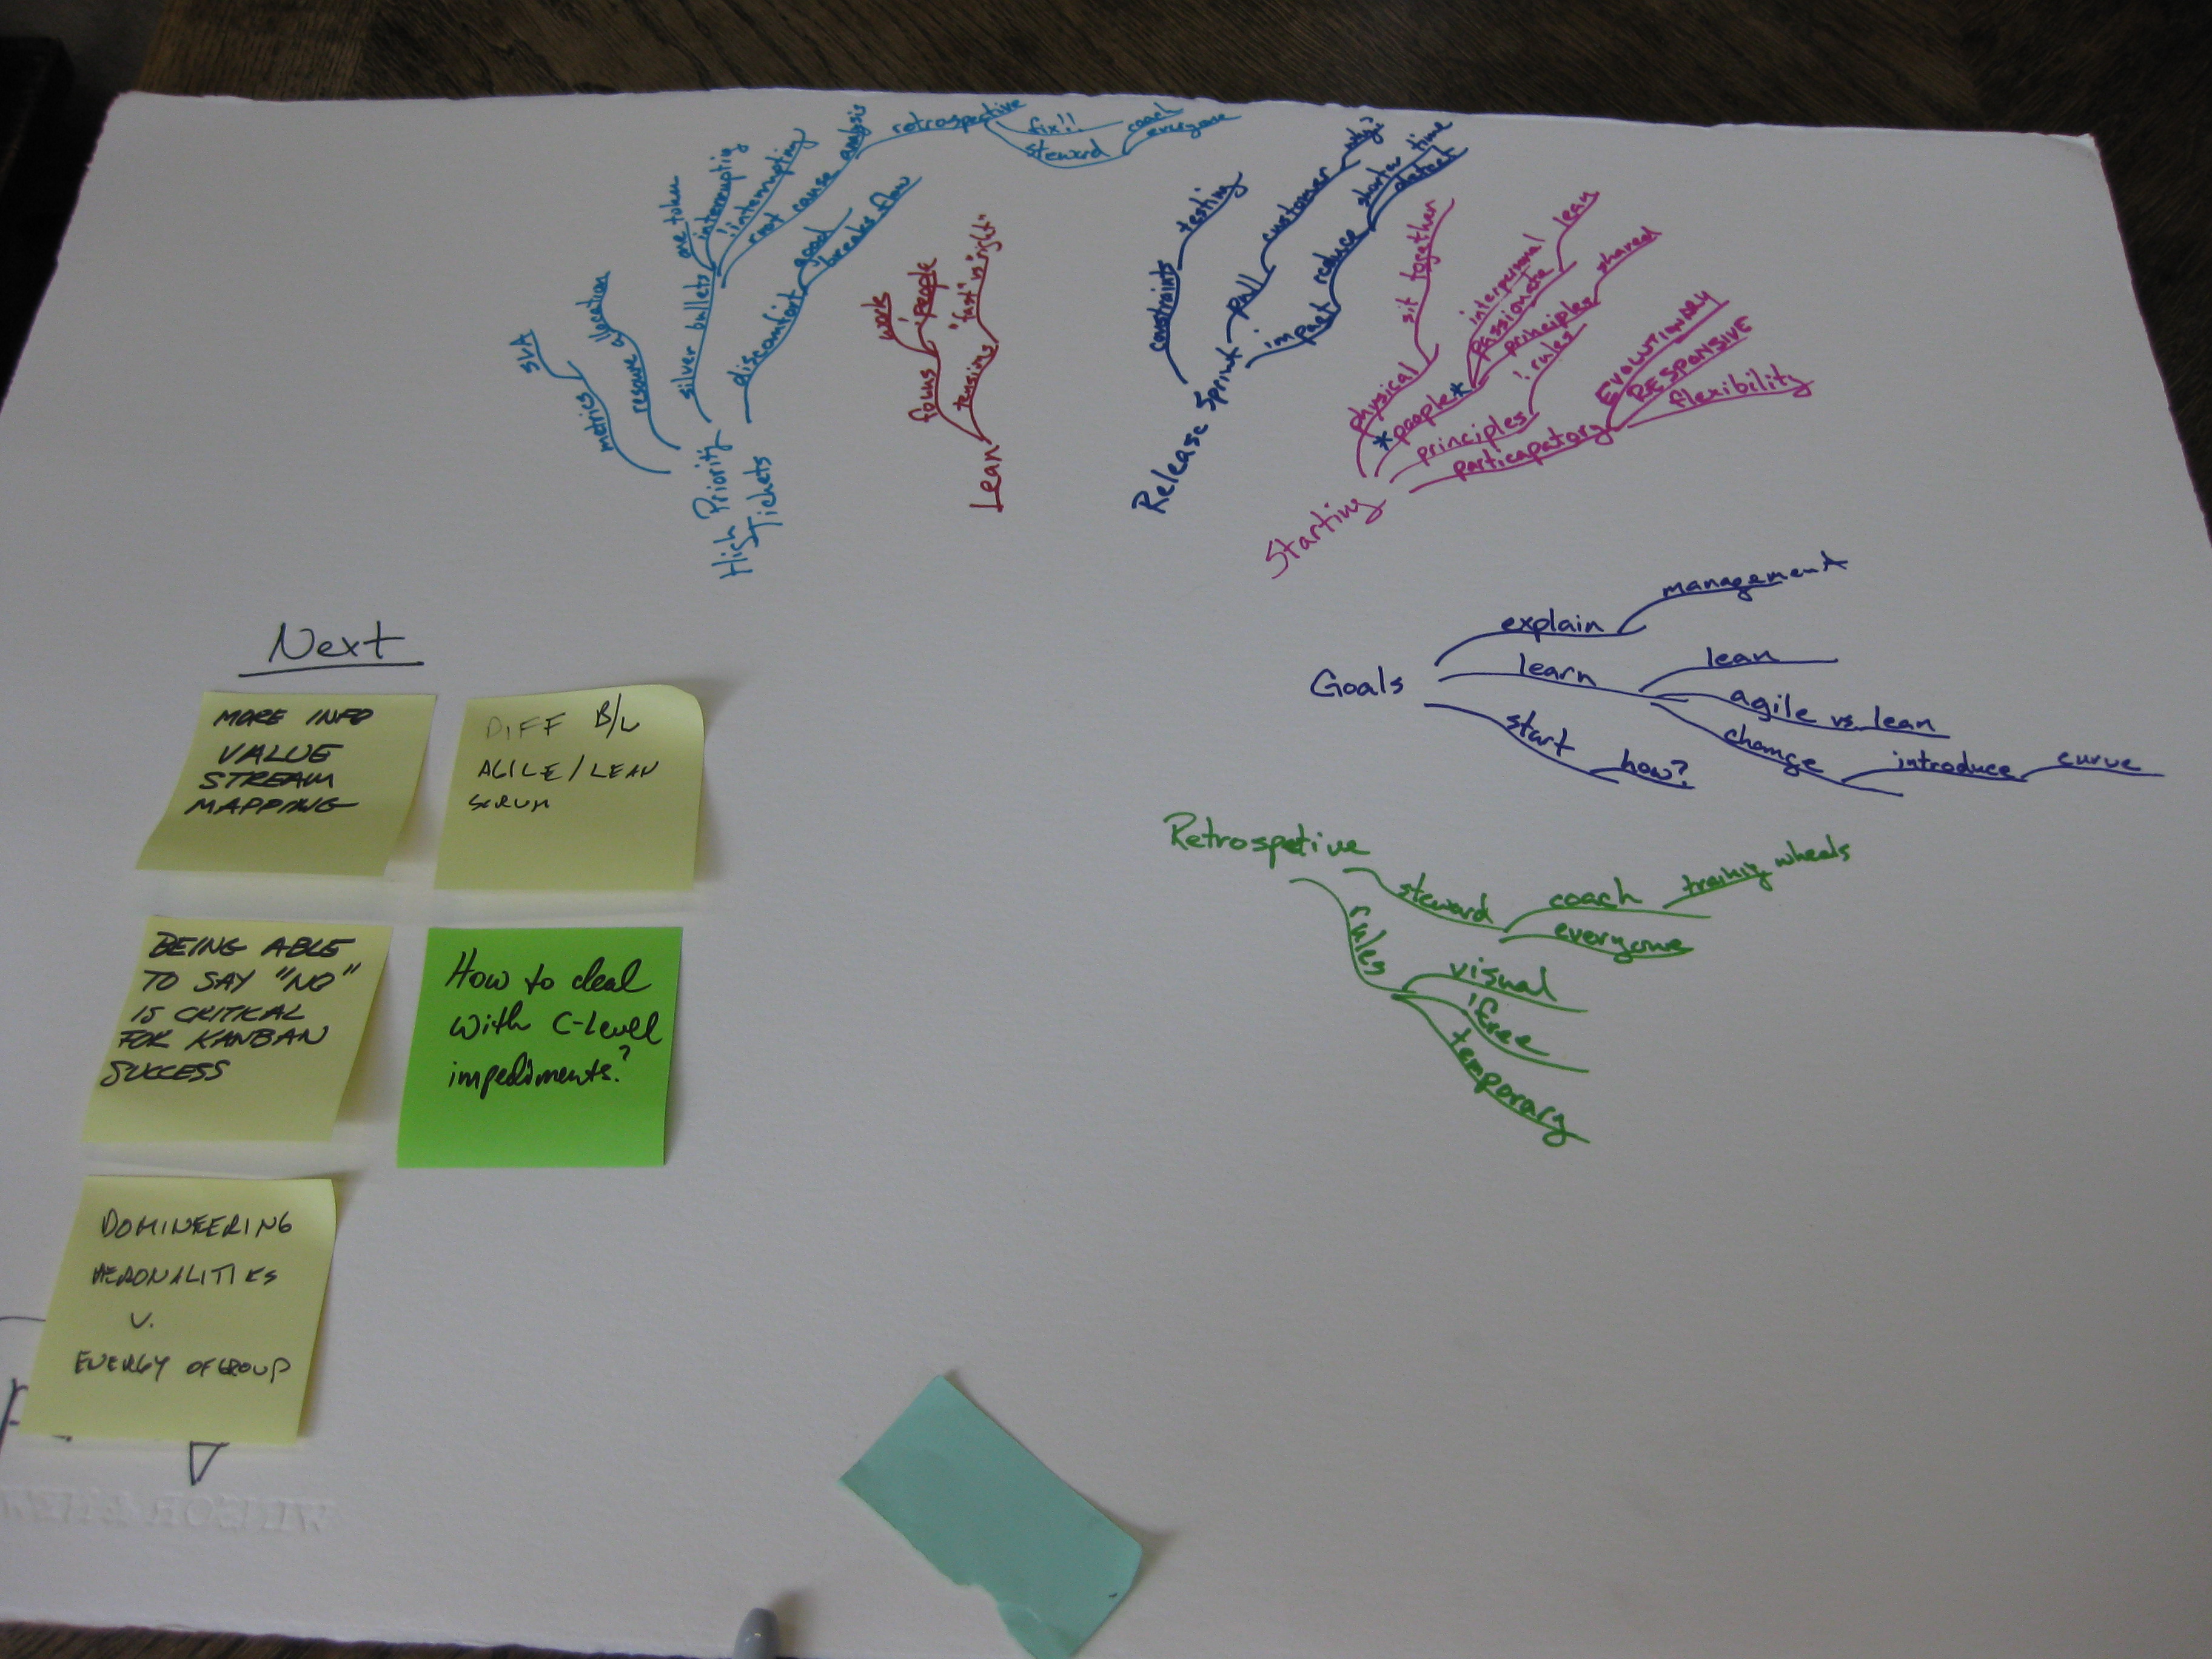 High Priority
Tickets
metrics
SLA
resource allocation
silver bullets
one token
interrupting
!interrupting
root cause analysis
retrospective
fix!!
steward
coach
everyone
discomfort
good
breaks flow
Lean
focus
work
!people
tensions
"fast" vs "right"
Release Sprint
constraints
testing
Pull
customer
why?
impact
reduce
shorter time
detect
Starting
physical
sit together
*people*
interpersonal
passionate
lean
principles
shared
principles
!rules
participatory
EVOLUTIONARY
RESPONSIVE
flexibility
Goals
explain
management
learn
lean
agile vs. lean
change
introduce
curve
start
how?
Retrospetive
steward
coach
training wheels
everyone
rules
visual
!free
temporary
Next
MORE INFO
VALUE
STREAM
MAPPING
DIFF B/W
AGILE/LEAN
SCRUM
BEING ABLE
TO SAY "NO"
IS CRITICAL
FOR KANBAN
SUCCESS
How to deal
with C-Level
impediments?
DOMINEERING
PERONALITIES
V.
ENERGY OF GROUP